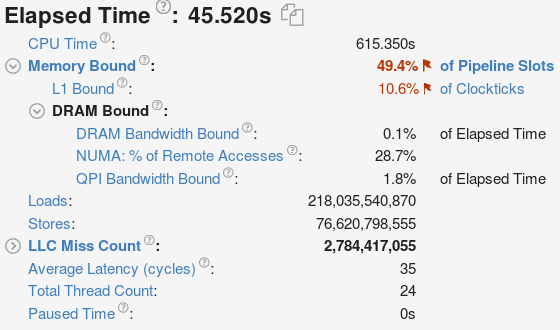 Elapsed Time ?: 45.520s
CPU Time ?: 615.350s
Memory Bound ?: 49.4% of Pipeline Slots
L1 Bound ?: 10.6% of Clockticks
DRAM Bound ?:
DRAM Bandwidth Bound ?: 0.1% of Elapsed Time
NUMA: % of Remote Accesses ?: 28.7%
QPI Bandwidth Bound ?: 1.8% of Elapsed Time
Loads: 218,035,540,870
Stores: 76,620,798,555
LLC Miss Count ?: 2,784,417,055
Average Latency (cycles) ?: 35
Total Thread Count: 24
Paused Time ?: 0s